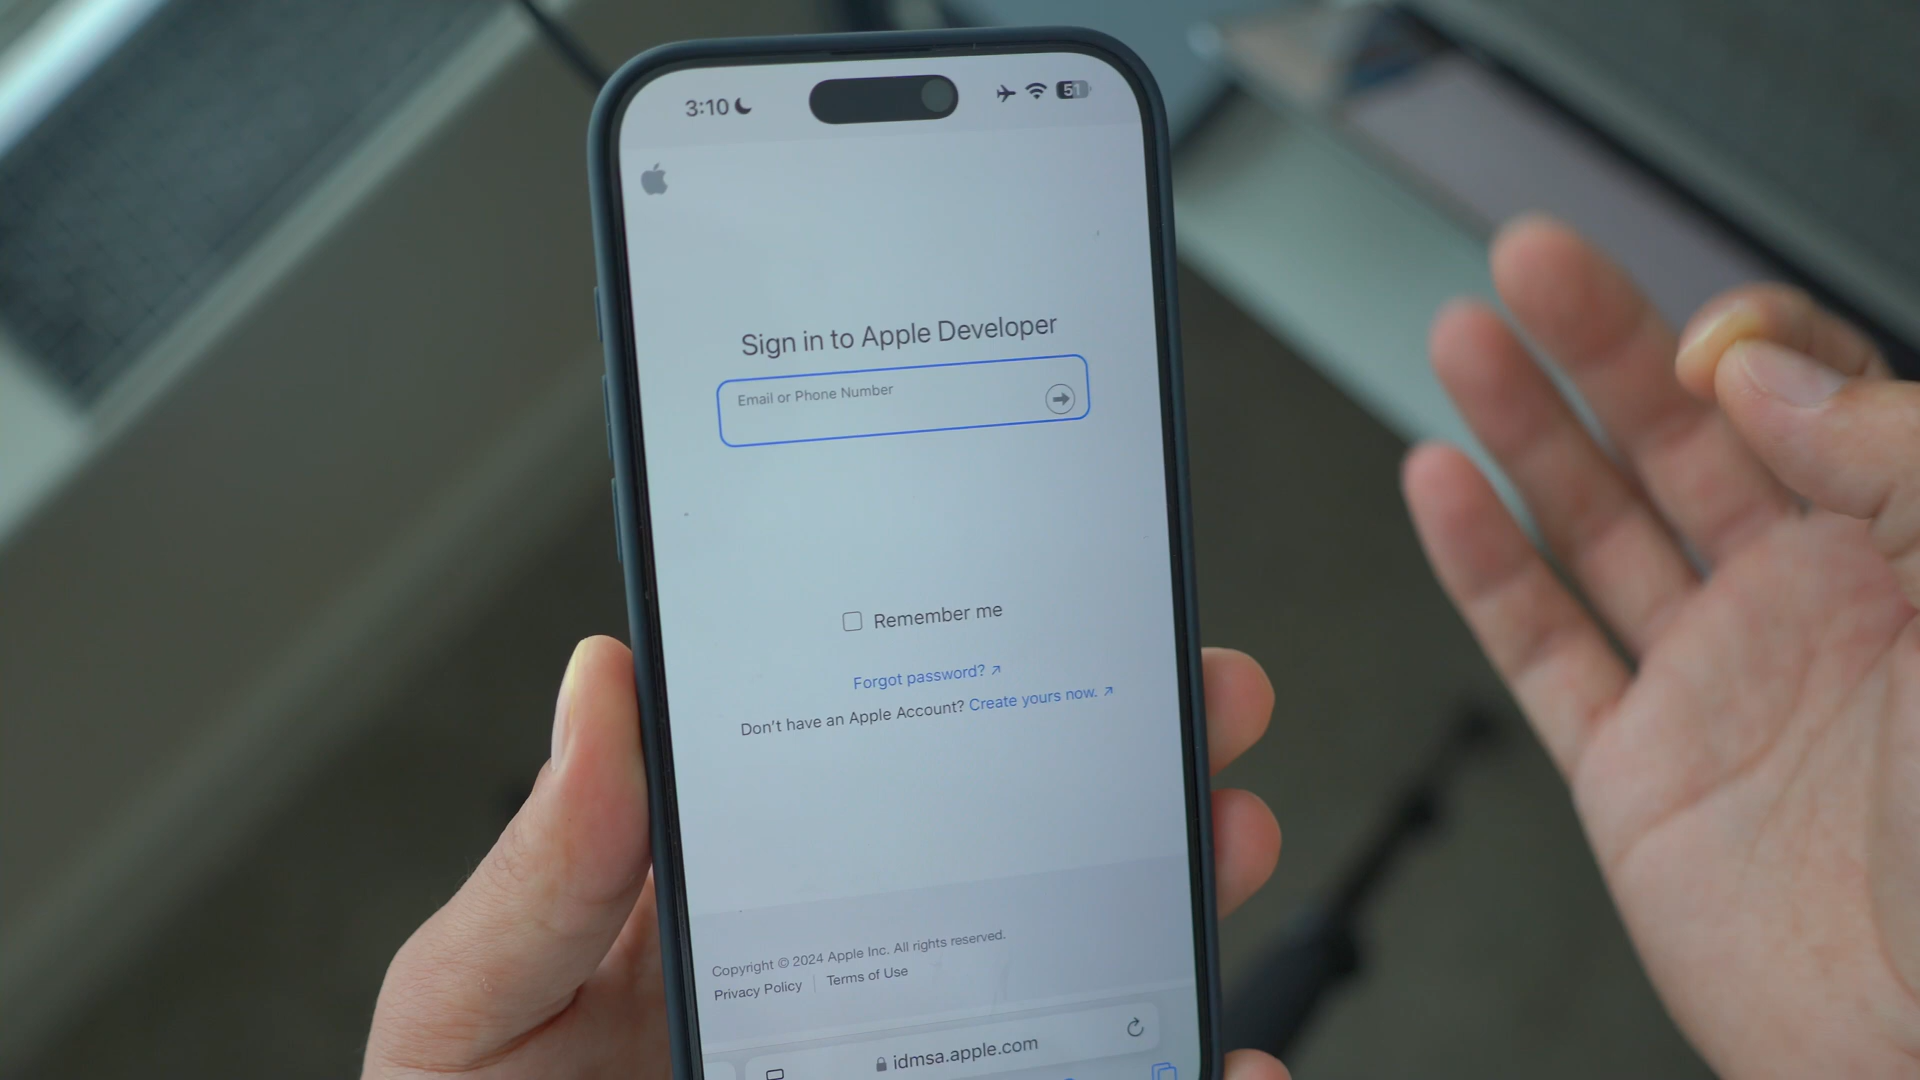 3:10
51
Sign in to Apple Developer
Email or Phone Number
Remember me
Forgot password? ↗
Don't have an Apple Account? Create yours now. ↗
Copyright © 2024 Apple Inc. All rights reserved.
Privacy Policy | Terms of Use
idmsa.apple.com